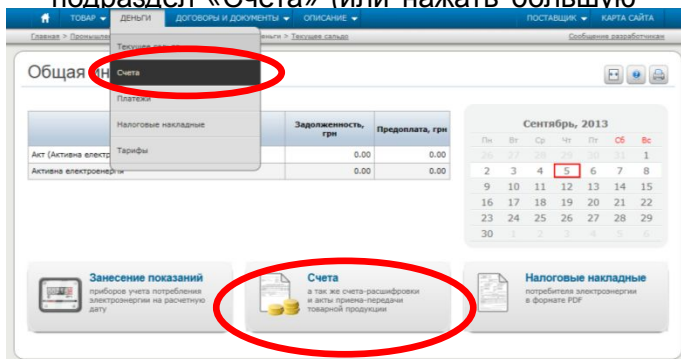 подраздел «Счета» (или нажать большую
ТОВАР ДЕНЬГИ ДОГОВОРЫ И ДОКУМЕНТЫ ОПИСАНИЕ ПОСТАВЩИК КАРТА САЙТА
Главная > Текущее сальдо Сообщение разработчикам
Текущее сальдо
Общая ин
Счета
Платежи
Налоговые накладные
Тарифы
Задолженность, грн
Предоплата, грн
Акт (Активна електр 0.00 0.00
Активна електроенергія 0.00 0.00
Сентябрь, 2013
Пн Вт Ср Чт Пт Сб Вс
26 27 28 29 30 31 1
2 3 4 5 6 7 8
9 10 11 12 13 14 15
16 17 18 19 20 21 22
23 24 25 26 27 28 29
30 1 2 3 4 5 6
Занесение показаний
приборов учета потребления
электроэнергии на расчетную
дату
Счета
а так же счета-расшифровки
и акты приема-передачи
товарной продукции
Налоговые накладные
потребителя электроэнергии
в формате PDF